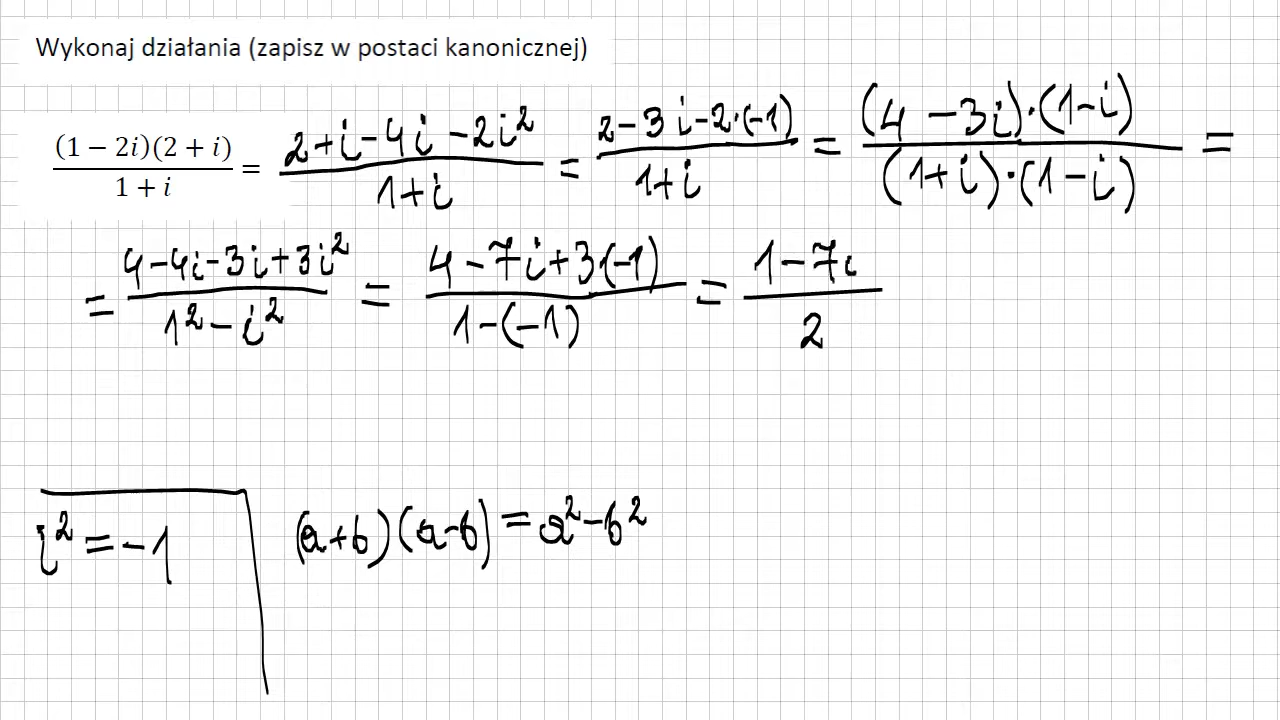 Wykonaj działania (zapisz w postaci kanonicznej)
(1 − 2i)(2 + i) / 1 + i = 2+i−4i−2i² / 1+i = 2−3i−2·(−1) / 1+i = (4−3i)·(1−i) / (1+i)·(1−i) =
= 4−4i−3i+3i² / 1²−i² = 4−7i+3·(−1) / 1−(−1) = 1−7i / 2
i² = −1
(a+b)(a−b) = a²−b²